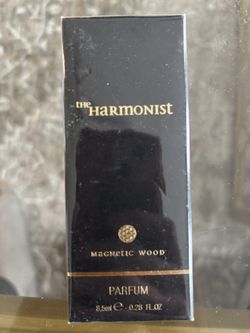 THE HARMONIST
MAGNETIC WOOD
PARFUM
8,5ml e 0.28 FL.OZ